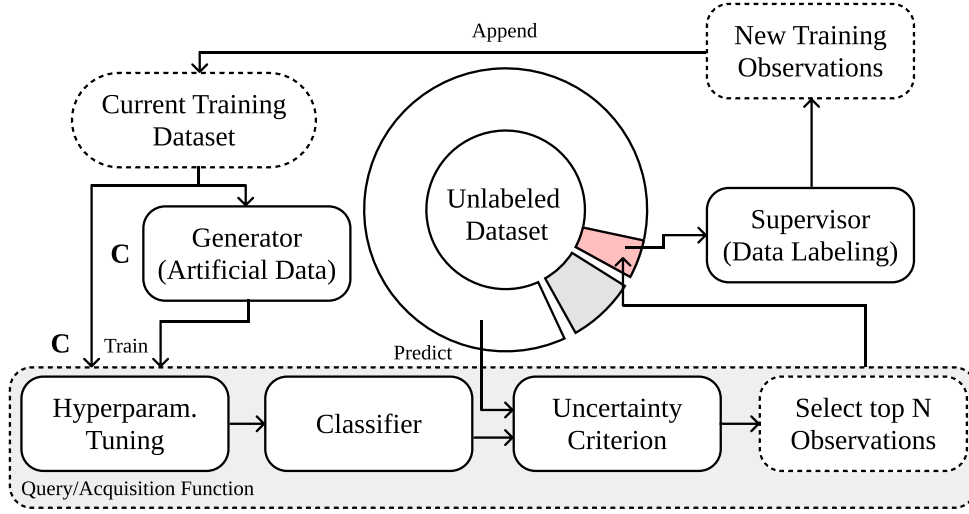 Append
New Training
Observations
Current Training
Dataset
Unlabeled
Dataset
Supervisor
(Data Labeling)
C
Generator
(Artificial Data)
C
Train
Predict
Hyperparam.
Tuning
Classifier
Uncertainty
Criterion
Select top N
Observations
Query/Acquisition Function